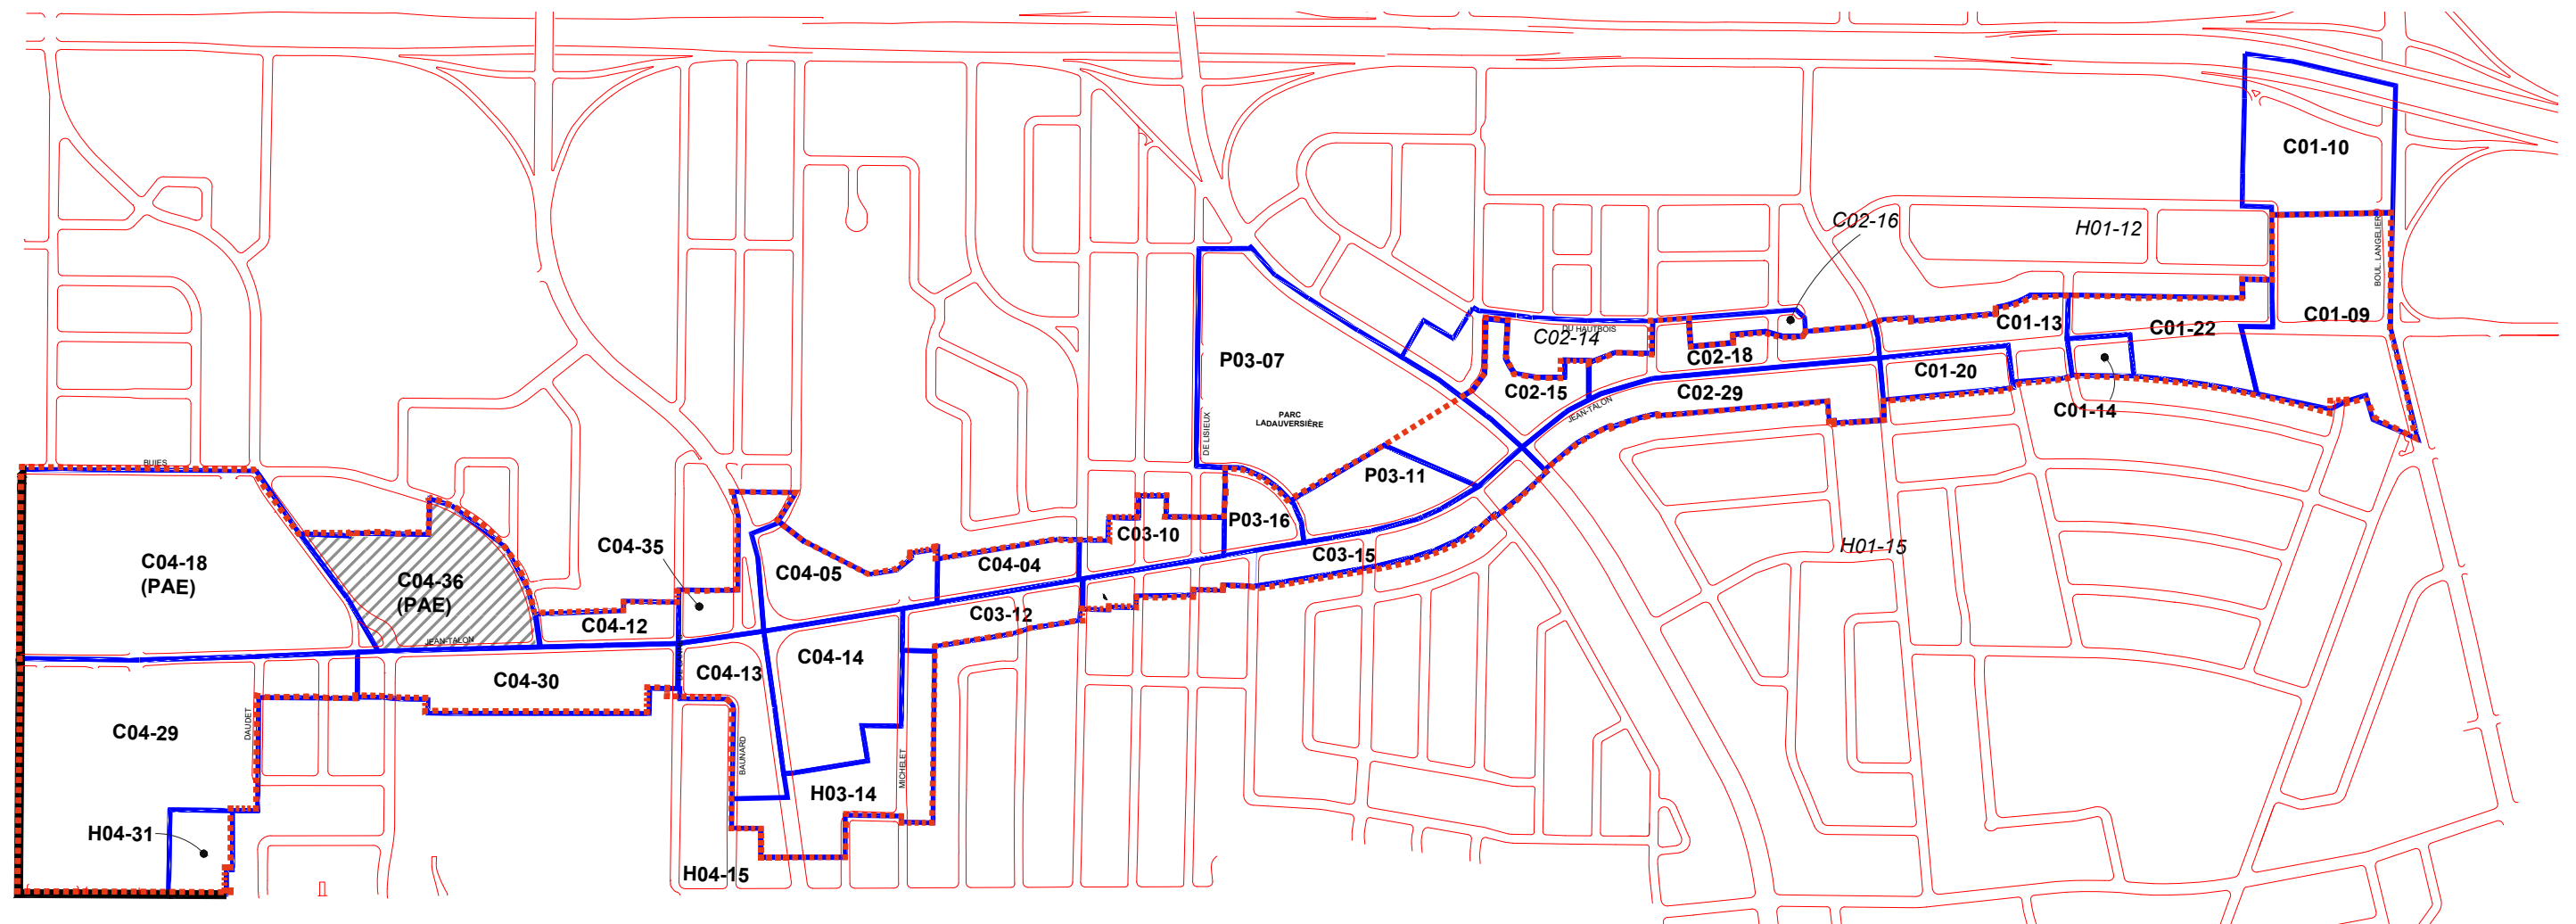 C01-10
C02-16
H01-12
BOUL. LANGELIER
C01-13
C01-22
C01-09
DU HAUTBOIS
C02-14
C02-18
P03-07
C01-20
C02-15
C02-29
C01-14
JEAN-TALON
PARC
LADAUVERSIÈRE
DE LISIEUX
BUIES
P03-11
P03-16
C03-10
C04-35
H01-15
C03-15
C04-18
(PAE)
C04-36
(PAE)
C04-05
C04-04
C03-12
C04-12
JEAN-TALON
C04-14
C04-13
C04-30
DAUDET
C04-29
BAUNARD
MICHELET
H03-14
H04-31
H04-15